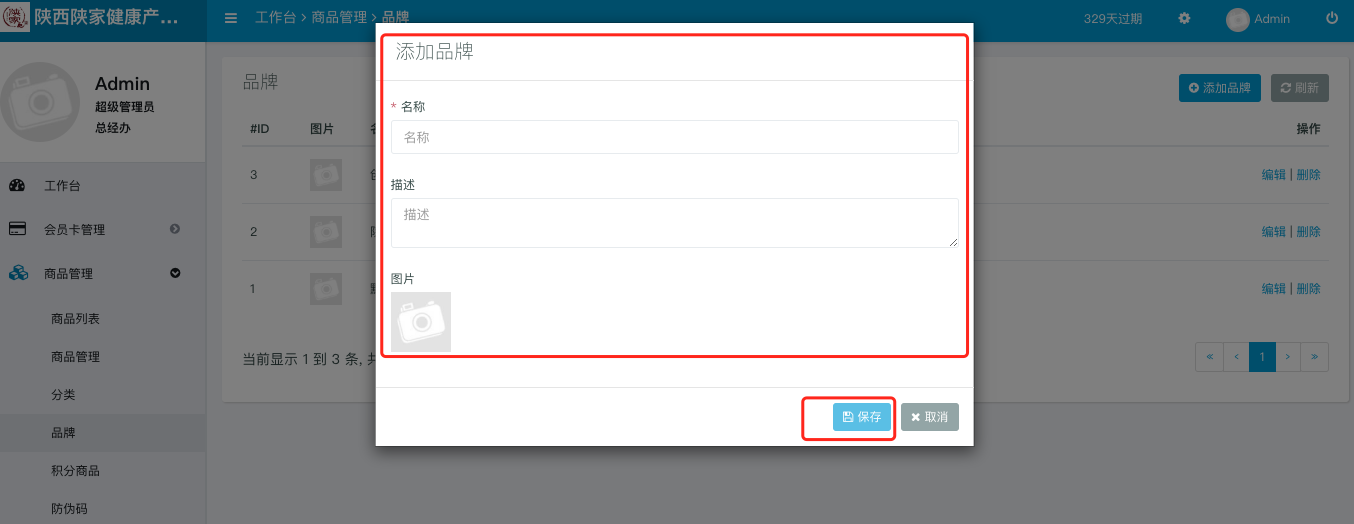 陕西陕家健康产...
工作台 > 商品管理 > 品牌
329天过期
Admin
Admin
超级管理员
总经办
工作台
会员卡管理
商品管理
商品列表
商品管理
分类
品牌
积分商品
防伪码
品牌
添加品牌
刷新
#ID
图片
操作
3
编辑 | 删除
2
编辑 | 删除
1
编辑 | 删除
当前显示 1 到 3 条,
« ‹ 1 › »
添加品牌
* 名称
名称
描述
描述
图片
保存
取消